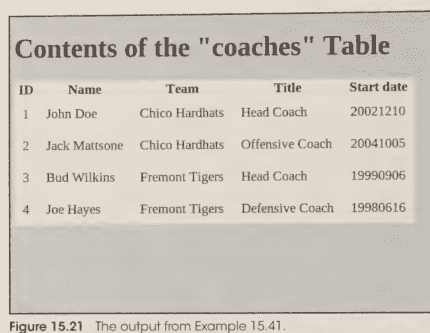 Contents of the "coaches" Table
ID Name Team Title Start date
1 John Doe Chico Hardhats Head Coach 20021210
2 Jack Mattsone Chico Hardhats Offensive Coach 20041005
3 Bud Wilkins Fremont Tigers Head Coach 19990906
4 Joe Hayes Fremont Tigers Defensive Coach 19980616
Figure 15.21 The output from Example 15.41.